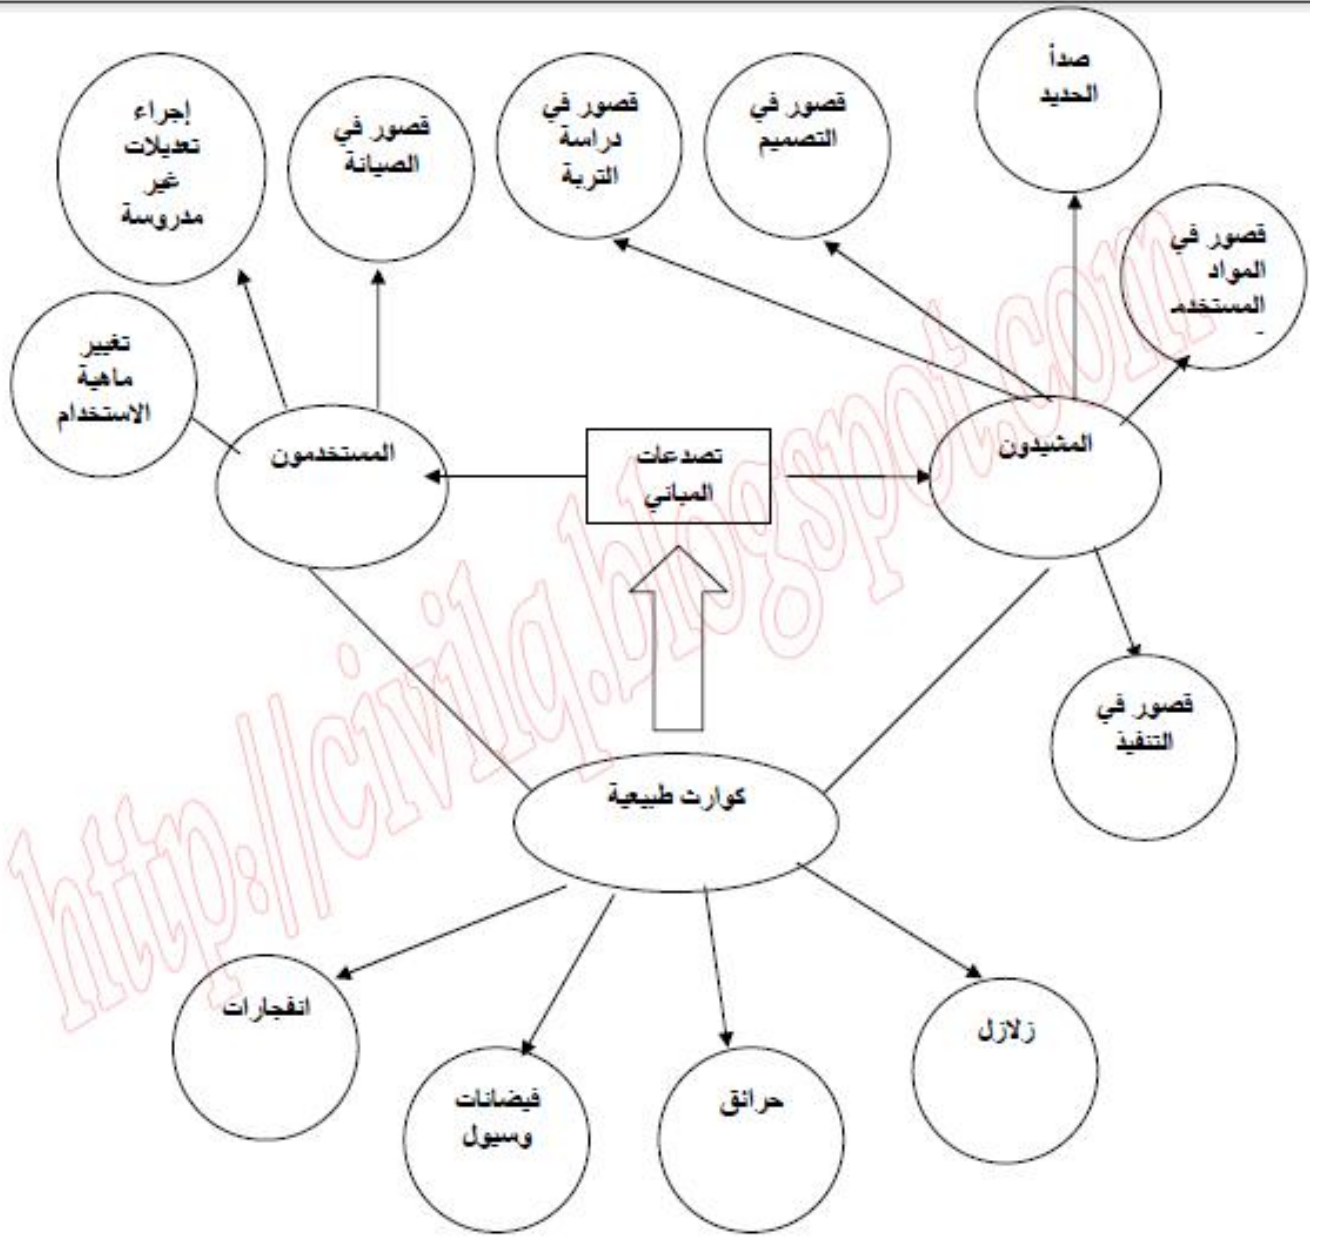 صدأ
الحديد
قصور في
التصميم
قصور في
دراسة
التربة
قصور في
الصيانة
إجراء
تعديلات
غير
مدروسة
قصور في
المواد
المستخدمـ
تغيير
ماهية
الاستخدام
المشيدون
تصدعات
المباني
المستخدمون
قصور في
التنفيذ
كوارث طبيعية
زلازل
حرائق
فيضانات
وسيول
انفجارات
http://civilq.blogspot.com